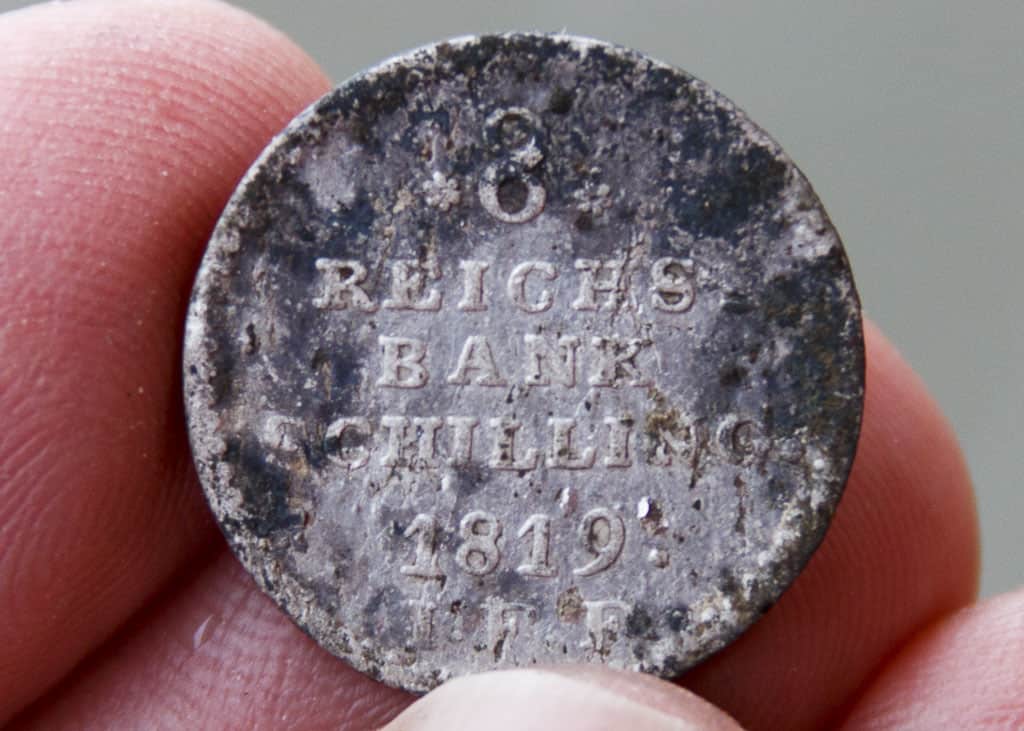 * 8 *
REICHS
BANK
SCHILLING
1819.
I.F.F.